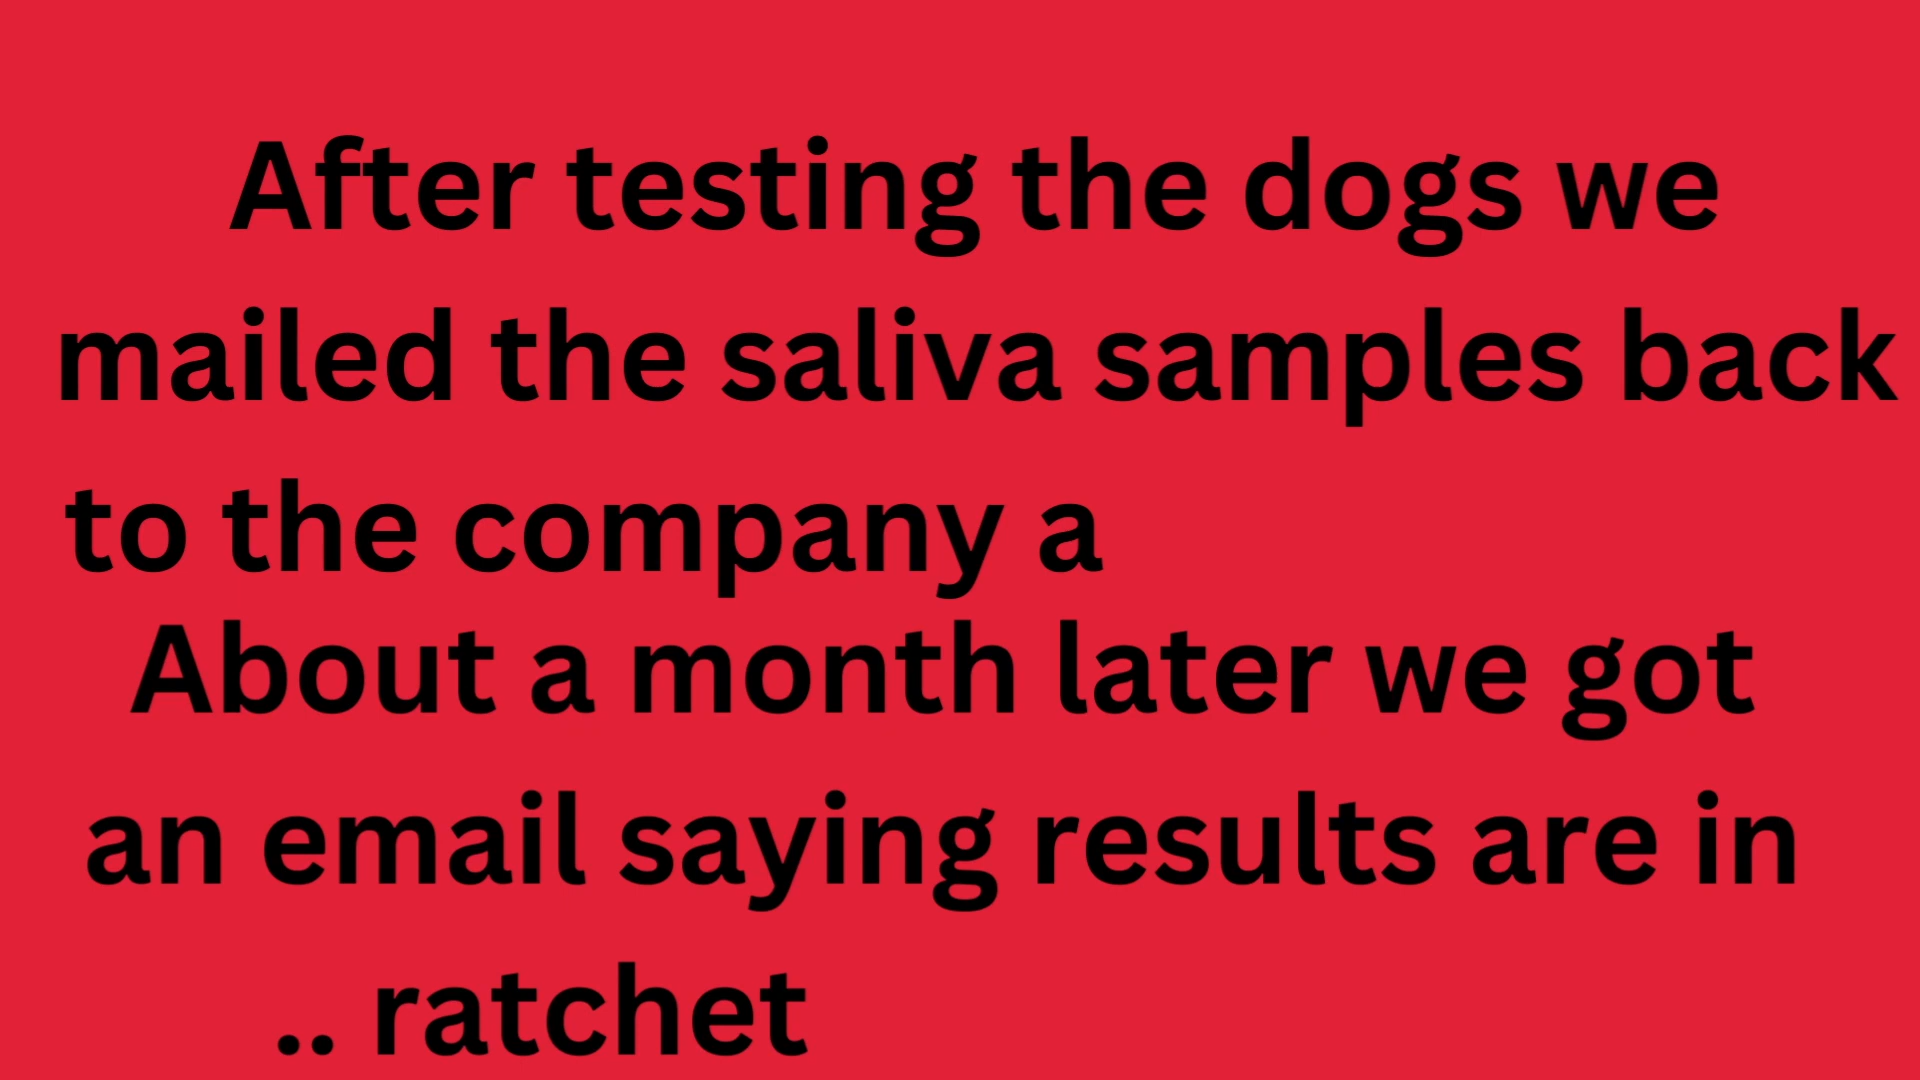 After testing the dogs we
mailed the saliva samples back
to the company a
About a month later we got
an email saying results are in
.. ratchet